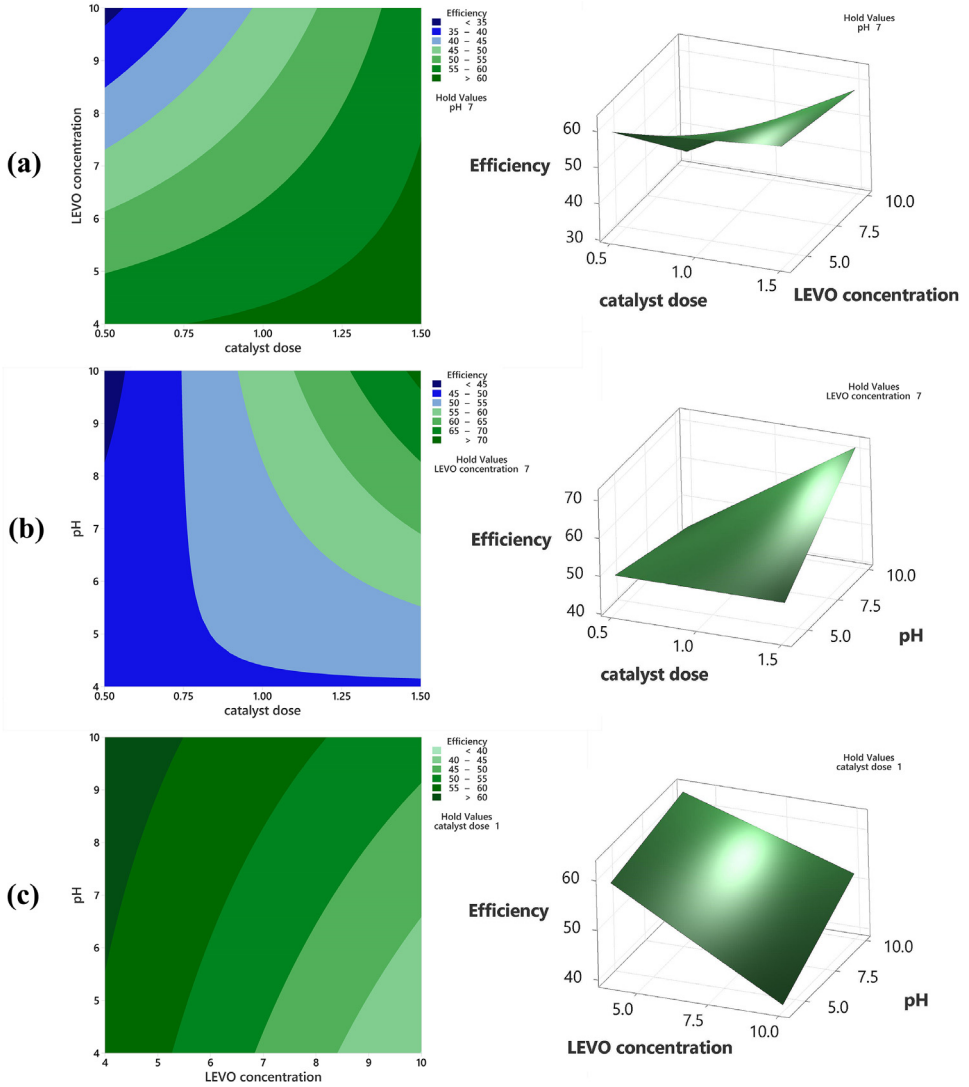 (a)
10
9
8
7
6
5
4
LEVO concentration
0.50
0.75
1.00
1.25
1.50
catalyst dose
Efficiency
< 35
35 – 40
40 – 45
45 – 50
50 – 55
55 – 60
> 60
Hold Values
pH 7
Hold Values
pH 7
Efficiency
60
50
40
30
0.5
1.0
1.5
catalyst dose
10.0
7.5
5.0
LEVO concentration
(b)
10
9
8
7
6
5
4
pH
0.50
0.75
1.00
1.25
1.50
catalyst dose
Efficiency
< 45
45 – 50
50 – 55
55 – 60
60 – 65
65 – 70
> 70
Hold Values
LEVO concentration 7
Hold Values
LEVO concentration 7
Efficiency
70
60
50
40
0.5
1.0
1.5
catalyst dose
10.0
7.5
5.0
pH
(c)
10
9
8
7
6
5
4
pH
4
5
6
7
8
9
10
LEVO concentration
Efficiency
< 40
40 – 45
45 – 50
50 – 55
55 – 60
> 60
Hold Values
catalyst dose 1
Hold Values
catalyst dose 1
Efficiency
60
50
40
5.0
7.5
10.0
LEVO concentration
10.0
7.5
5.0
pH